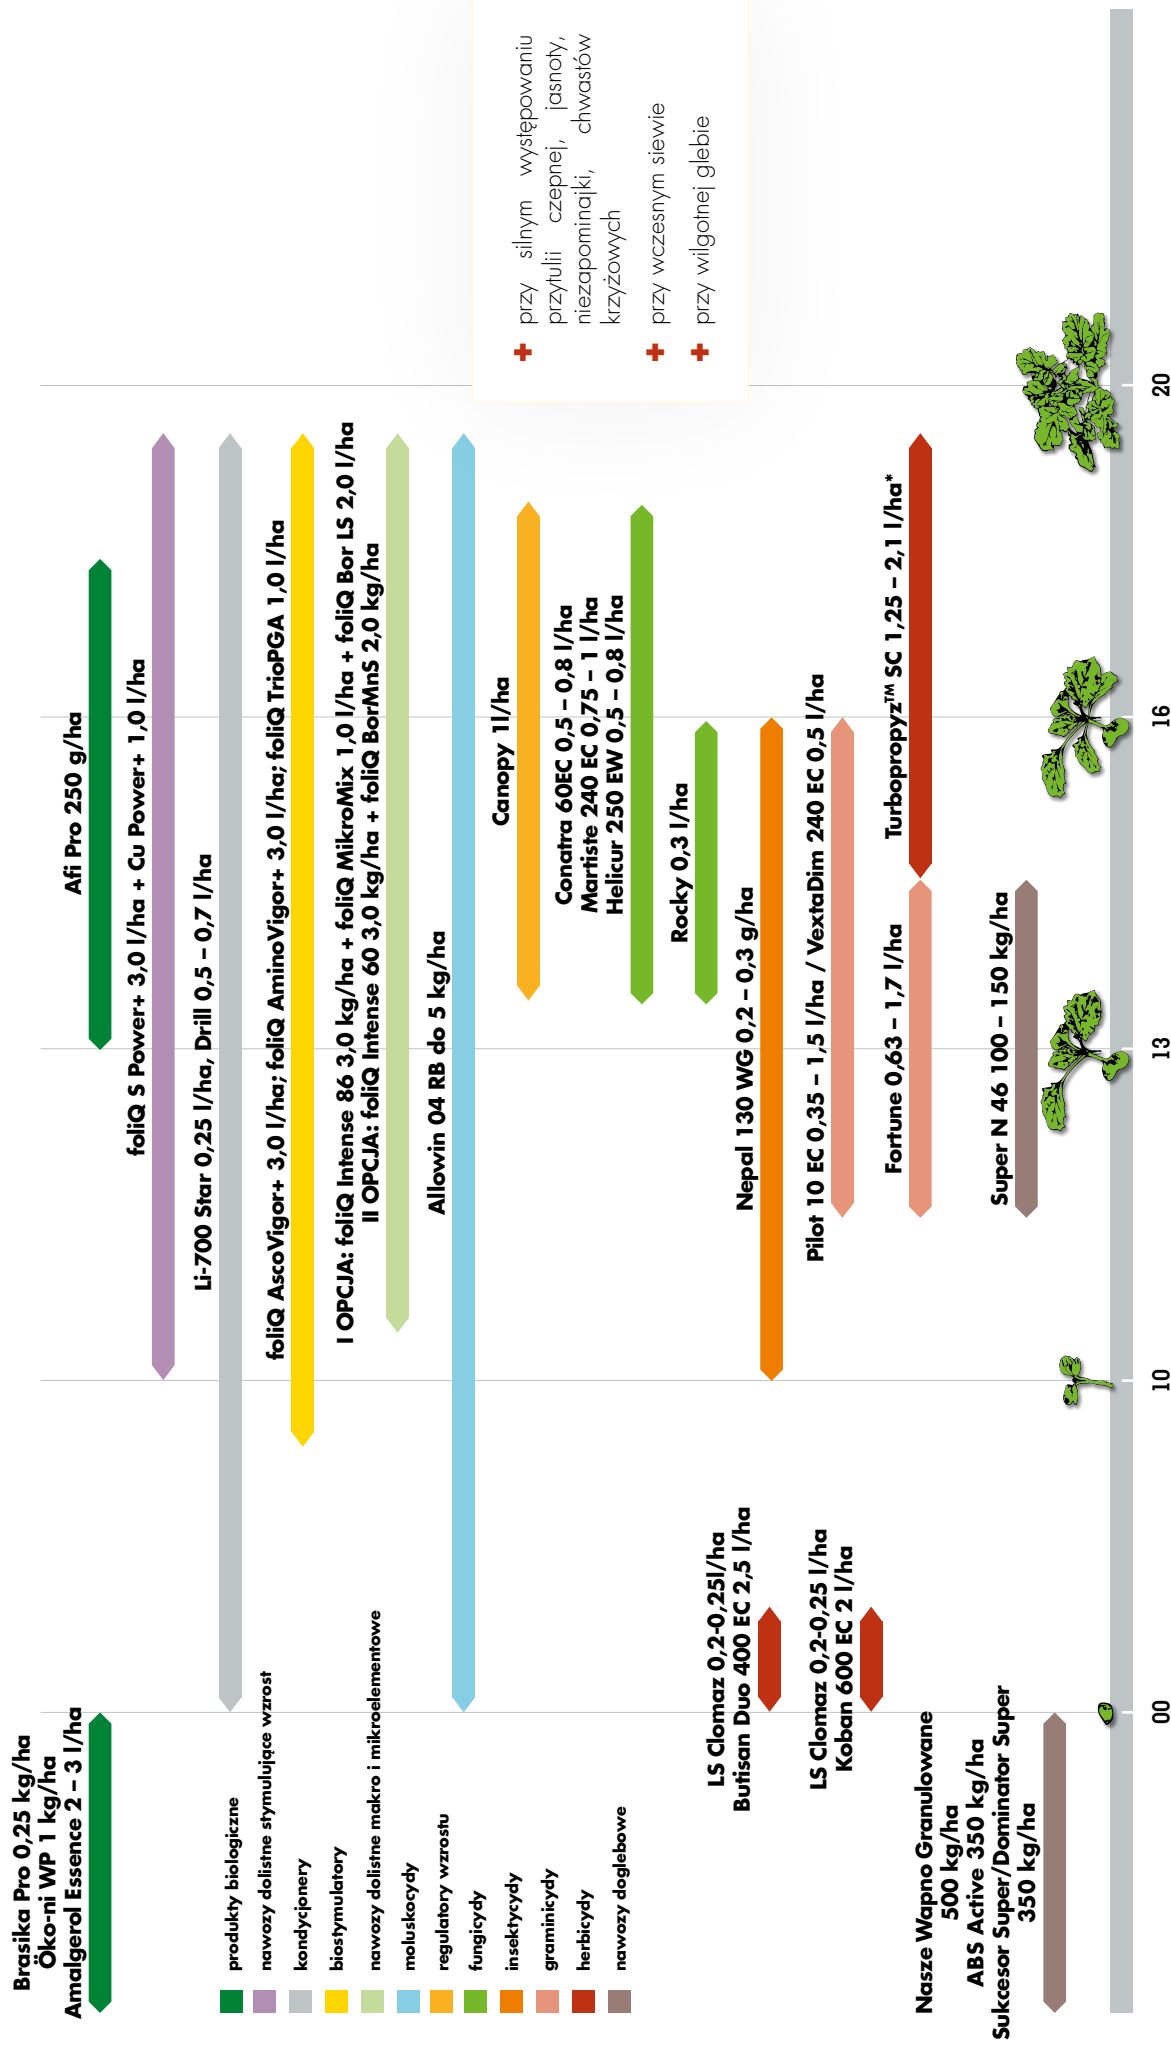 Brasika Pro 0,25 kg/ha
Öko-ni WP 1 kg/ha
Amalgerol Essence 2 – 3 l/ha
Afi Pro 250 g/ha
foliQ S Power+ 3,0 l/ha + Cu Power+ 1,0 l/ha
Li-700 Star 0,25 l/ha, Drill 0,5 – 0,7 l/ha
foliQ AscoVigor+ 3,0 l/ha; foliQ AminoVigor+ 3,0 l/ha; foliQ TrioPGA 1,0 l/ha
I OPCJA: foliQ Intense 86 3,0 kg/ha + foliQ MikroMix 1,0 l/ha + foliQ Bor LS 2,0 l/ha
II OPCJA: foliQ Intense 60 3,0 kg/ha + foliQ BorMnS 2,0 kg/ha
Allowin 04 RB do 5 kg/ha
Canopy 1l/ha
Conatra 60EC 0,5 – 0,8 l/ha
Martiste 240 EC 0,75 – 1 l/ha
Helicur 250 EW 0,5 – 0,8 l/ha
Rocky 0,3 l/ha
Nepal 130 WG 0,2 – 0,3 g/ha
Pilot 10 EC 0,35 – 1,5 l/ha / VextaDim 240 EC 0,5 l/ha
Fortune 0,63 – 1,7 l/ha
Turbopropyz™ SC 1,25 – 2,1 l/ha*
Super N 46 100 – 150 kg/ha
LS Clomaz 0,2-0,25l/ha
Butisan Duo 400 EC 2,5 l/ha
LS Clomaz 0,2-0,25 l/ha
Koban 600 EC 2 l/ha
Nasze Wapno Granulowane
500 kg/ha
ABS Active 350 kg/ha
Sukcesor Super/Dominator Super
350 kg/ha
produkty biologiczne
nawozy dolistne stymulujące wzrost
kondycjonery
biostymulatory
nawozy dolistne makro i mikroelementowe
moluskocydy
regulatory wzrostu
fungicydy
insektycydy
graminicydy
herbicydy
nawozy doglebowe
+ przy silnym występowaniu
przytulii czepnej, jasnoty,
niezapominajki, chwastów
krzyżowych
+ przy wczesnym siewie
+ przy wilgotnej glebie
00
10
13
16
20